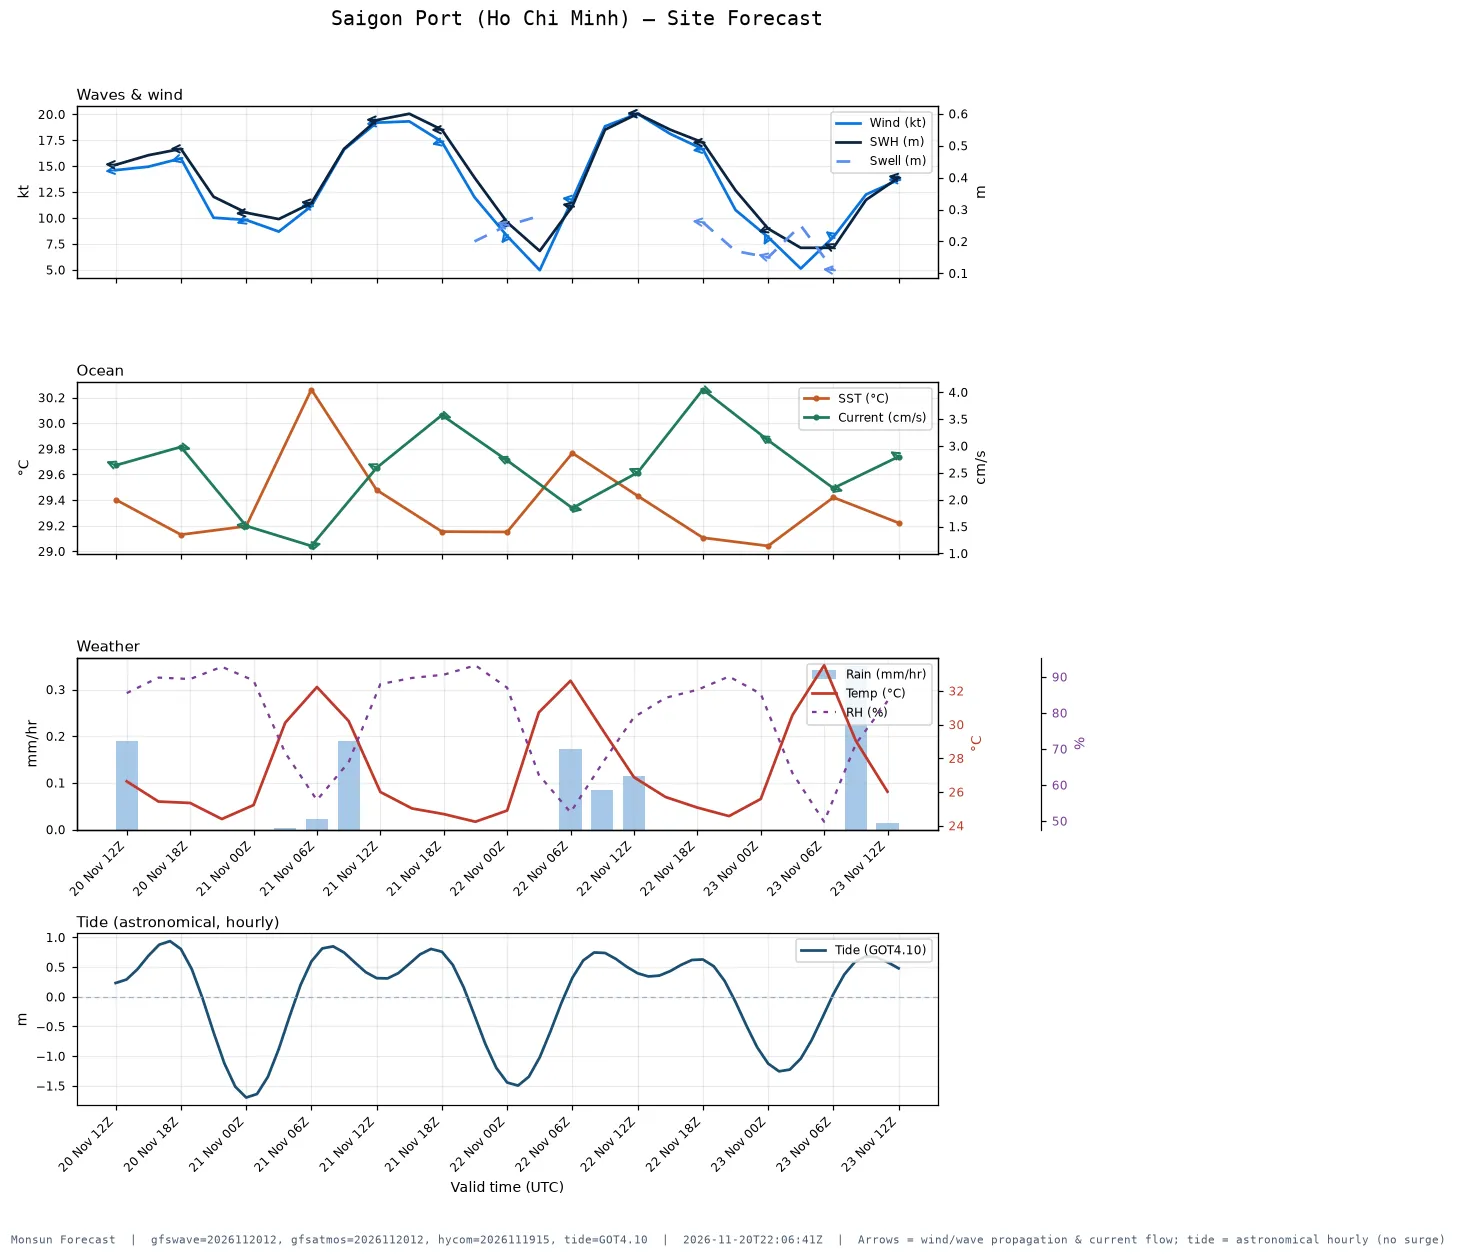 Saigon Port (Ho Chi Minh) — Site Forecast
Waves & wind
20.0
17.5
15.0
12.5
10.0
7.5
5.0
kt
Wind (kt)
SWH (m)
Swell (m)
0.6
0.5
0.4
0.3
0.2
0.1
m
Ocean
30.2
30.0
29.8
29.6
29.4
29.2
29.0
°C
SST (°C)
Current (cm/s)
4.0
3.5
3.0
2.5
2.0
1.5
1.0
cm/s
Weather
0.3
0.2
0.1
0.0
mm/hr
Rain (mm/hr)
Temp (°C)
RH (%)
32
30
28
26
24
°C
90
80
70
60
50
%
20 Nov 12Z
20 Nov 18Z
21 Nov 00Z
21 Nov 06Z
21 Nov 12Z
21 Nov 18Z
22 Nov 00Z
22 Nov 06Z
22 Nov 12Z
22 Nov 18Z
23 Nov 00Z
23 Nov 06Z
23 Nov 12Z
Tide (astronomical, hourly)
1.0
0.5
0.0
−0.5
−1.0
−1.5
m
Tide (GOT4.10)
20 Nov 12Z
20 Nov 18Z
21 Nov 00Z
21 Nov 06Z
21 Nov 12Z
21 Nov 18Z
22 Nov 00Z
22 Nov 06Z
22 Nov 12Z
22 Nov 18Z
23 Nov 00Z
23 Nov 06Z
23 Nov 12Z
Valid time (UTC)
Monsun Forecast | gfswave=2026112012, gfsatmos=2026112012, hycom=2026111915, tide=GOT4.10 | 2026-11-20T22:06:41Z | Arrows = wind/wave propagation & current flow; tide = astronomical hourly (no surge)